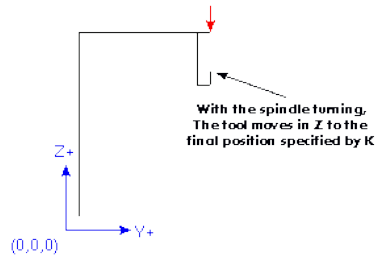 With the spindle turning,
The tool moves in Z to the
final position specified by K
Z+
Y+
(0,0,0)